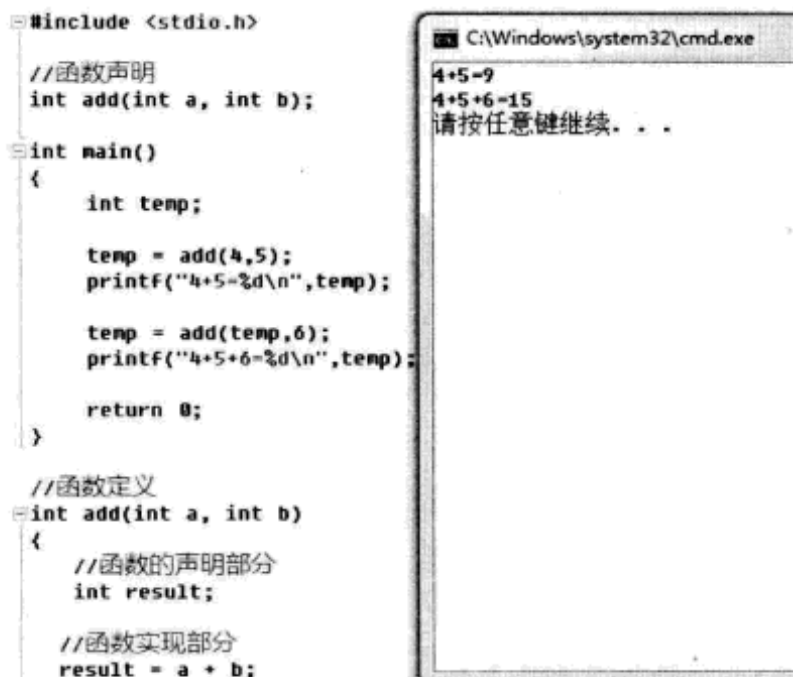 #include <stdio.h>
//函数声明
int add(int a, int b);
int main()
{
int temp;
temp = add(4,5);
printf("4+5=%d\n",temp);
temp = add(temp,6);
printf("4+5+6=%d\n",temp);
return 0;
}
//函数定义
int add(int a, int b)
{
//函数的声明部分
int result;
//函数实现部分
result = a + b;
C:\Windows\system32\cmd.exe
4+5=9
4+5+6=15
请按任意键继续. . .